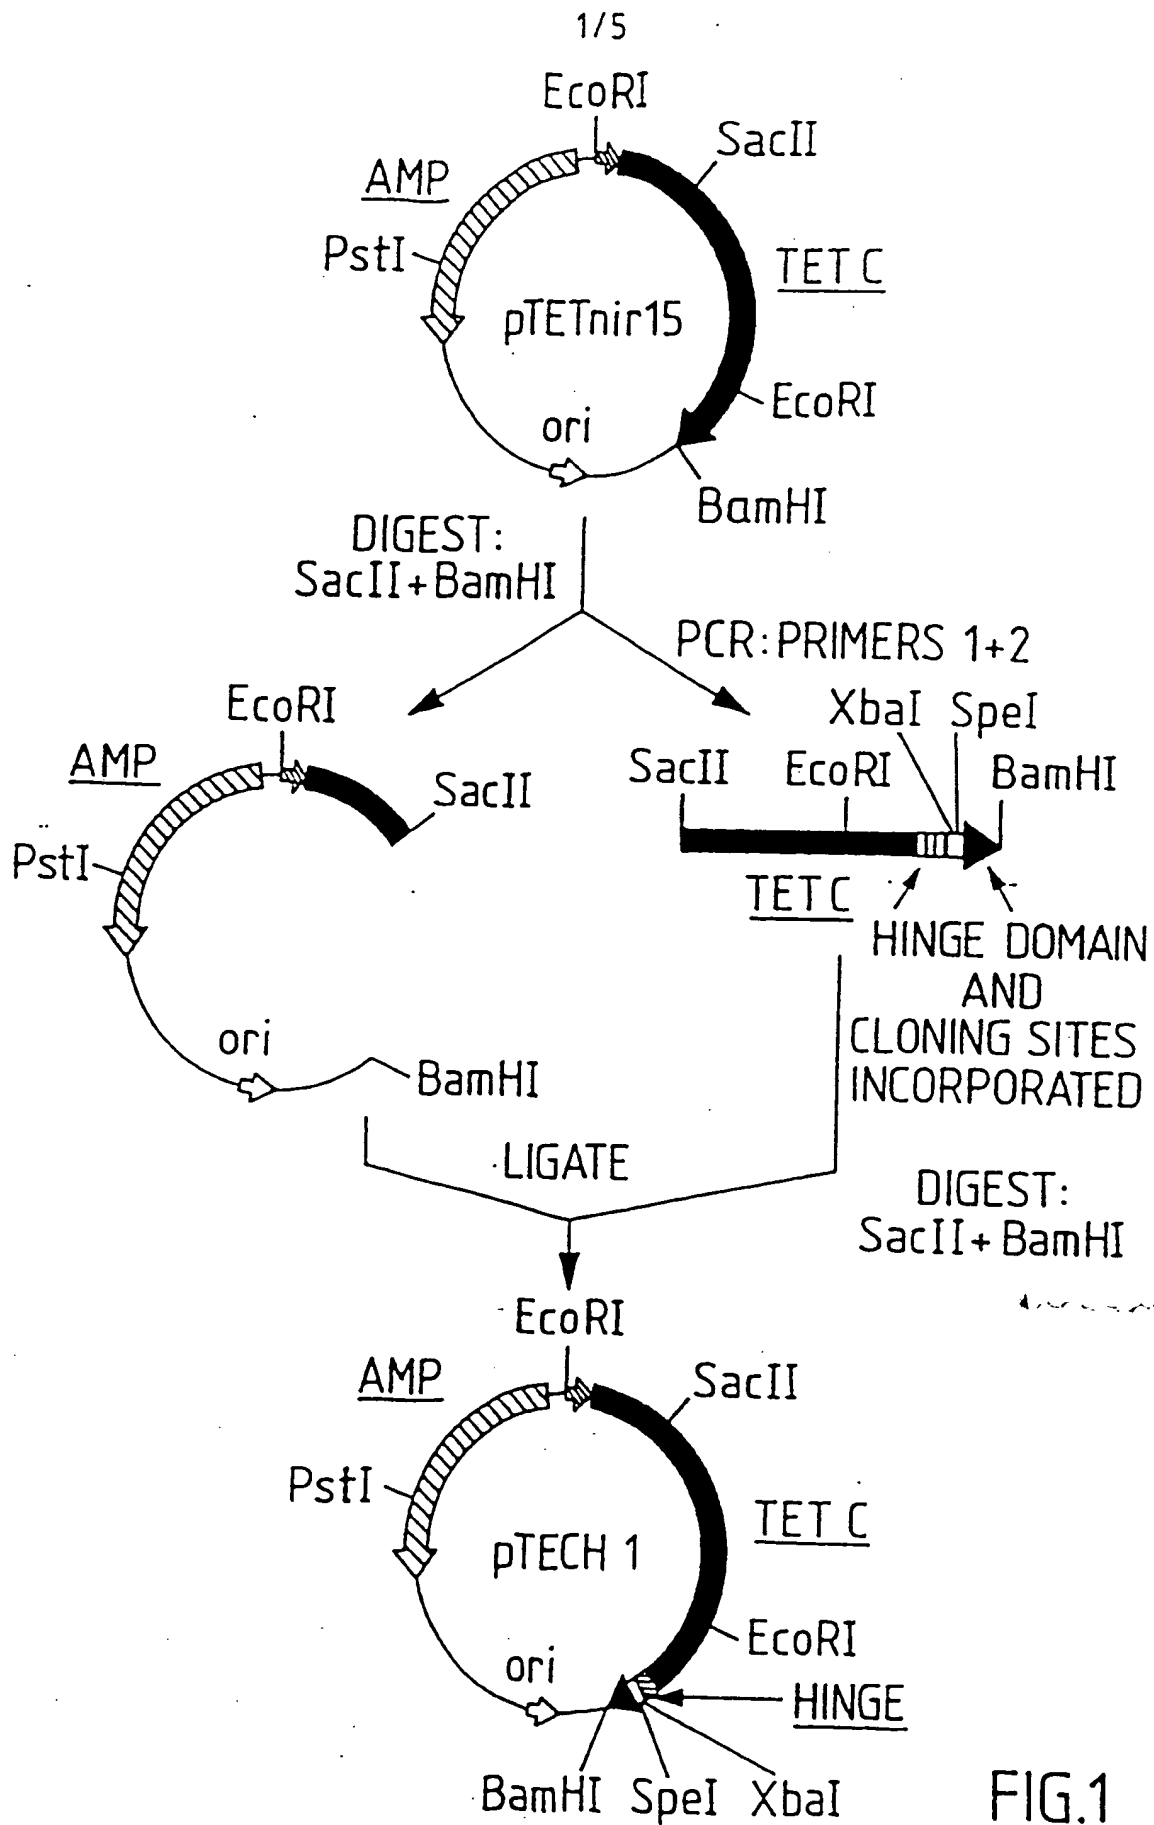 1/5
EcoRI
SacII
AMP
PstI
TET C
pTETnir15
EcoRI
ori
BamHI
DIGEST:
SacII+BamHI
PCR:PRIMERS 1+2
XbaI SpeI
EcoRI
AMP
SacII
PstI
ori
BamHI
SacII
EcoRI
BamHI
TET C
HINGE DOMAIN
AND
CLONING SITES
INCORPORATED
LIGATE
DIGEST:
SacII+BamHI
EcoRI
AMP
SacII
PstI
TET C
pTECH 1
EcoRI
ori
HINGE
BamHI SpeI XbaI
FIG.1